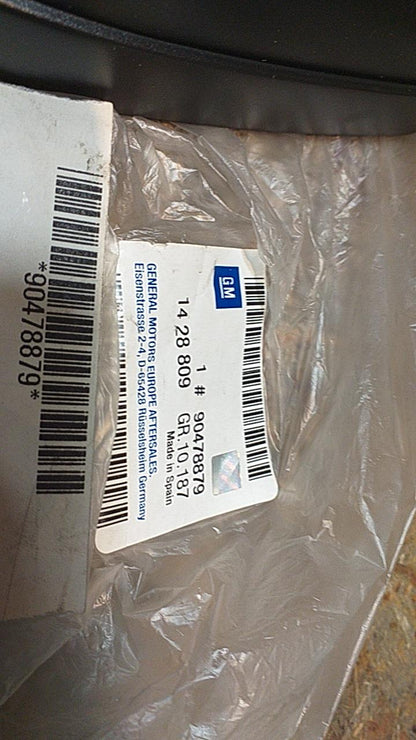 *90478879*
GM
1 # 90478879
14 28 809 GR.10.187
Made in Spain
GENERAL MOTORS EUROPE AFTERSALES
Eisenstrasse 2-4, D-65428 Rüsselsheim Germany